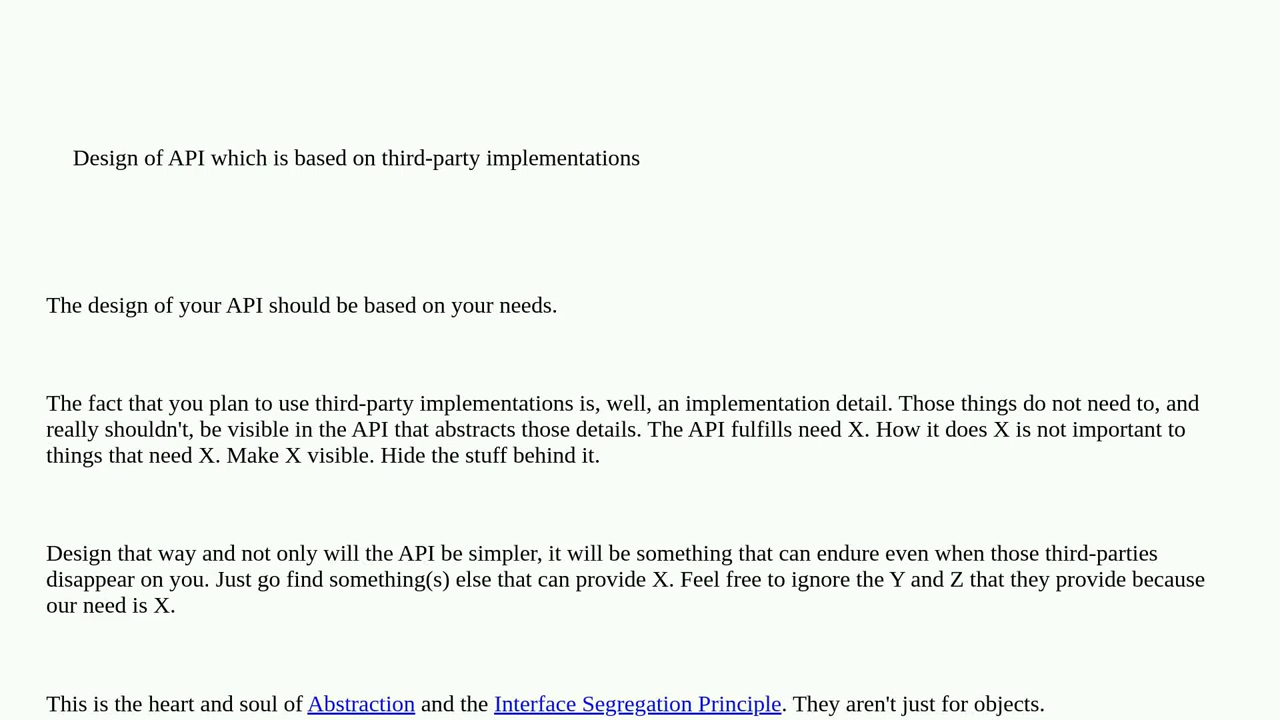 Design of API which is based on third-party implementations
The design of your API should be based on your needs.
The fact that you plan to use third-party implementations is, well, an implementation detail. Those things do not need to, and
really shouldn't, be visible in the API that abstracts those details. The API fulfills need X. How it does X is not important to
things that need X. Make X visible. Hide the stuff behind it.
Design that way and not only will the API be simpler, it will be something that can endure even when those third-parties
disappear on you. Just go find something(s) else that can provide X. Feel free to ignore the Y and Z that they provide because
our need is X.
This is the heart and soul of Abstraction and the Interface Segregation Principle. They aren't just for objects.